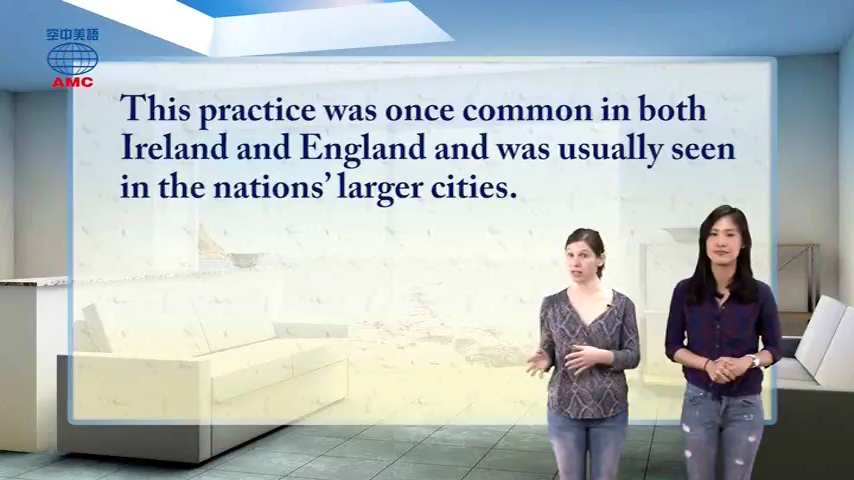 空中美語
AMC
This practice was once common in both
Ireland and England and was usually seen
in the nations’ larger cities.